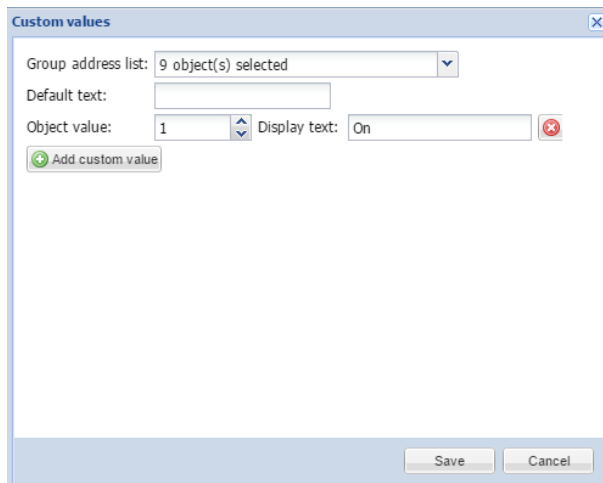 Custom values
Group address list: 9 object(s) selected
Default text:
Object value: 1 Display text: On
Add custom value
Save Cancel